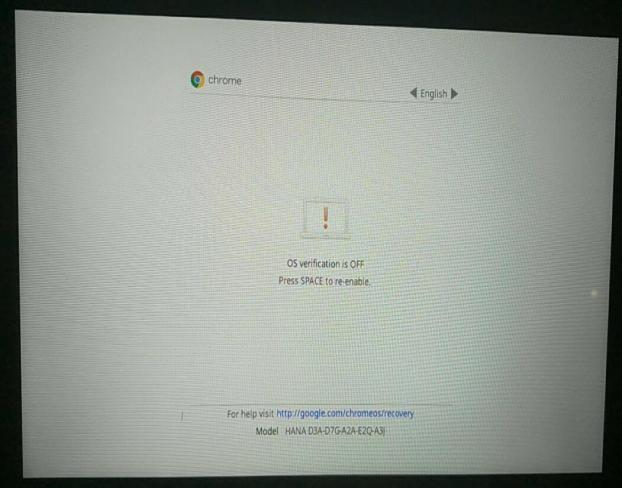 chrome
English
OS verification is OFF
Press SPACE to re-enable.
For help visit http://google.com/chromeos/recovery
Model HANA D3A-D7G-A2A-E2Q-A3J